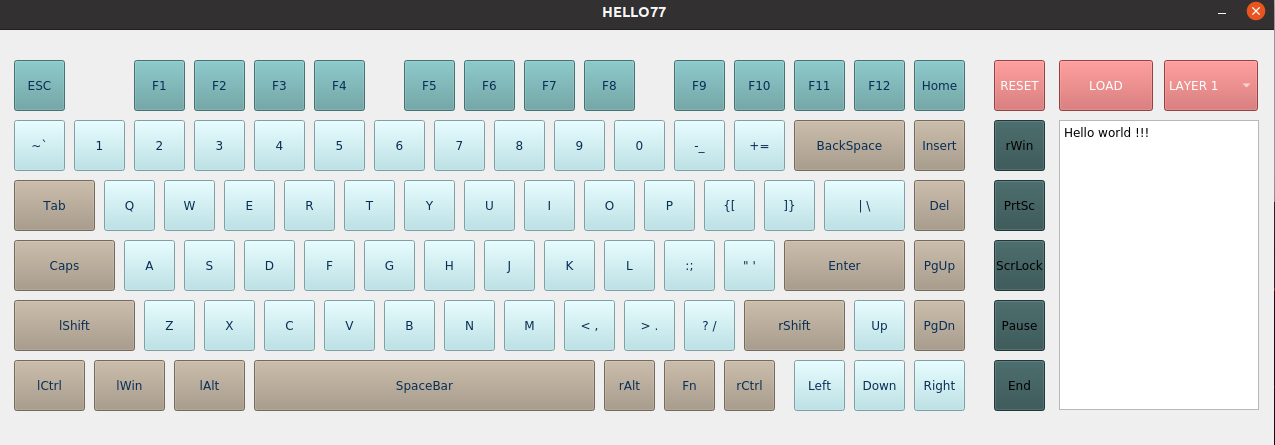 HELLO77
ESC F1 F2 F3 F4 F5 F6 F7 F8 F9 F10 F11 F12 Home RESET LOAD LAYER 1
~` 1 2 3 4 5 6 7 8 9 0 -_ += BackSpace Insert rWin Hello world !!!
Tab Q W E R T Y U I O P {[ ]} | \ Del PrtSc
Caps A S D F G H J K L :; " ' Enter PgUp ScrLock
lShift Z X C V B N M < , > . ? / rShift Up PgDn Pause
lCtrl lWin lAlt SpaceBar rAlt Fn rCtrl Left Down Right End